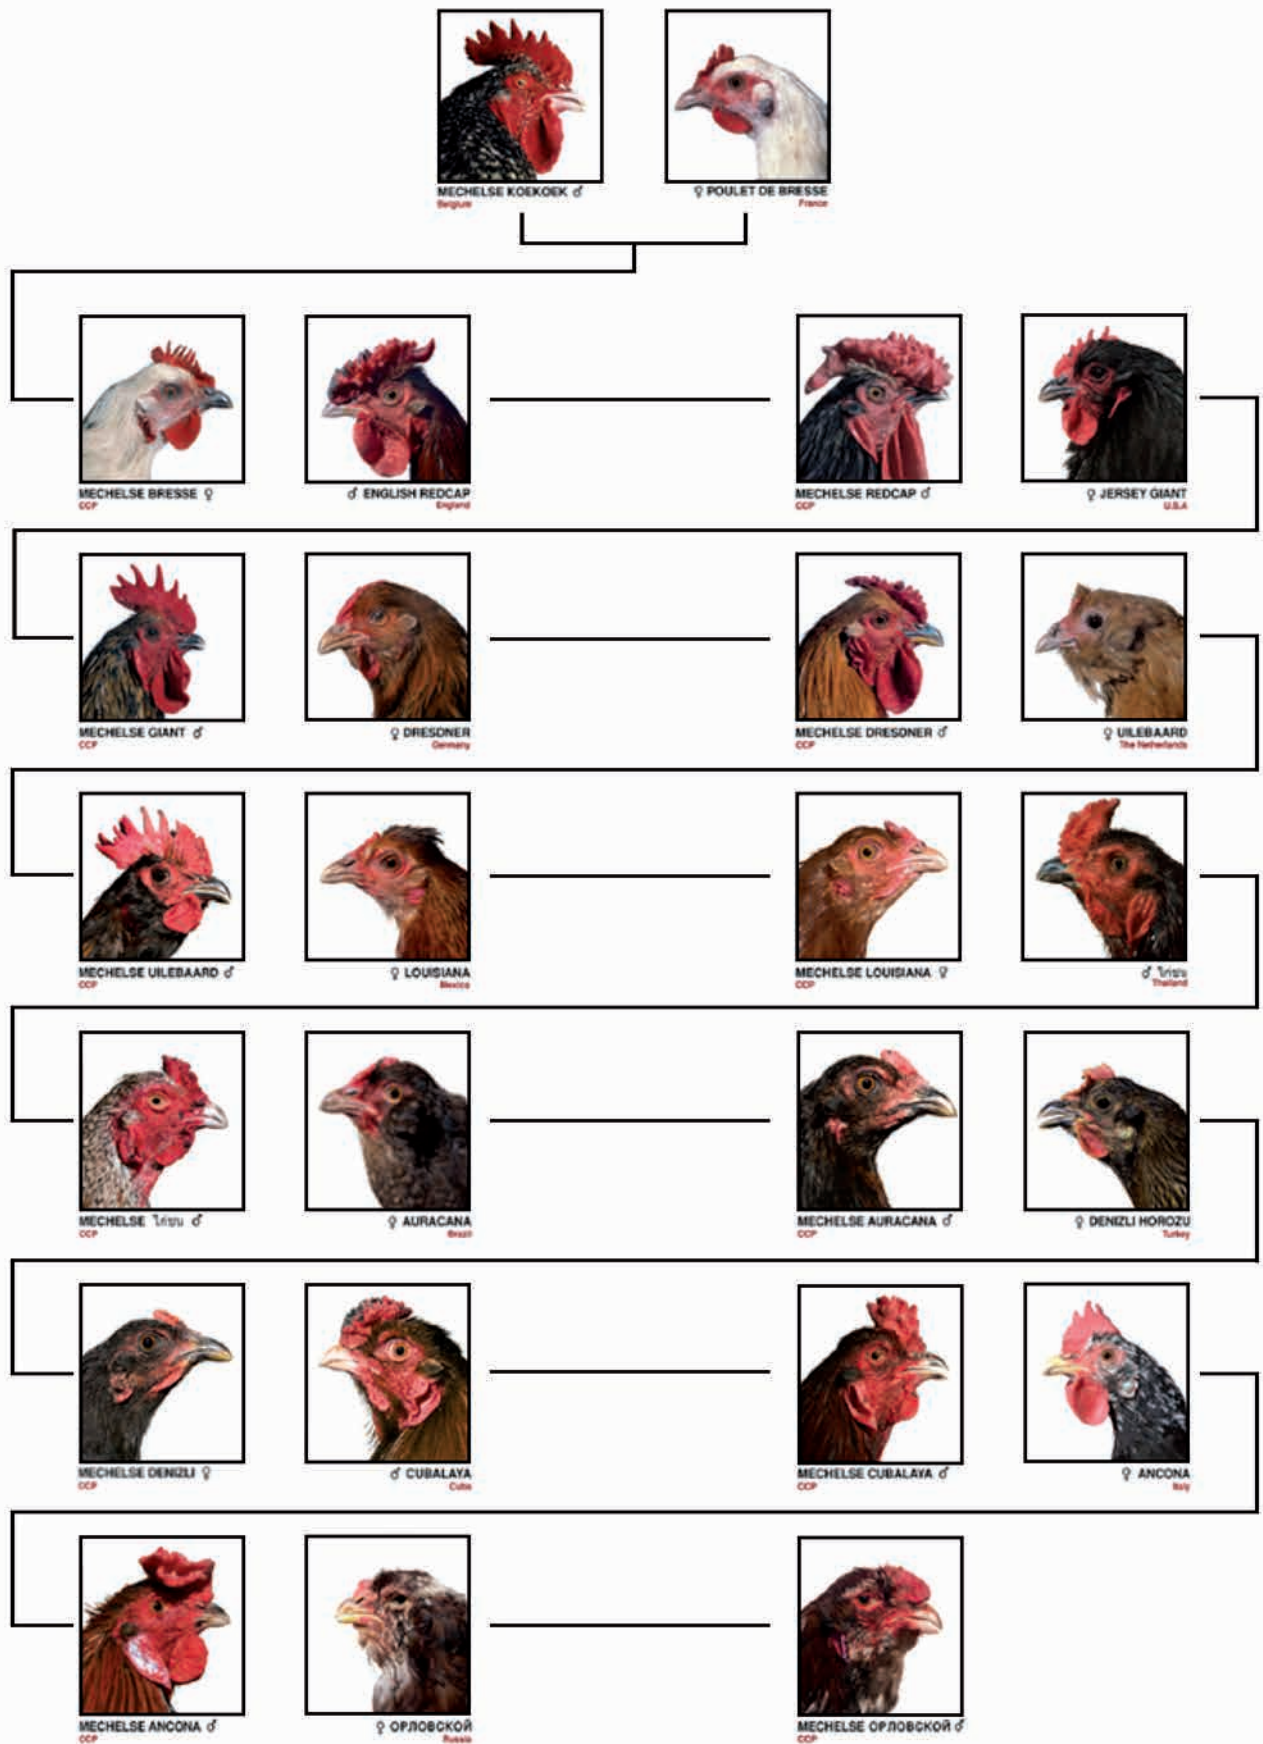 MECHELSE KOEKOEK ♂
Belgium
♀ POULET DE BRESSE
France
MECHELSE BRESSE ♀
CCP
♂ ENGLISH REDCAP
England
MECHELSE REDCAP ♂
CCP
♀ JERSEY GIANT
U.S.A
MECHELSE GIANT ♂
CCP
♀ DRESDNER
Germany
MECHELSE DRESDNER ♂
CCP
♀ UILEBAARD
The Netherlands
MECHELSE UILEBAARD ♂
CCP
♀ LOUISIANA
Mexico
MECHELSE LOUISIANA ♀
CCP
♂ ไก่ชน
Thailand
MECHELSE ไก่ชน ♂
CCP
♀ AURACANA
Brazil
MECHELSE AURACANA ♂
CCP
♀ DENIZLI HOROZU
Turkey
MECHELSE DENIZLI ♀
CCP
♂ CUBALAYA
Cuba
MECHELSE CUBALAYA ♂
CCP
♀ ANCONA
Italy
MECHELSE ANCONA ♂
CCP
♀ ОРЛОВСКОЙ
Russia
MECHELSE ОРЛОВСКОЙ ♂
CCP